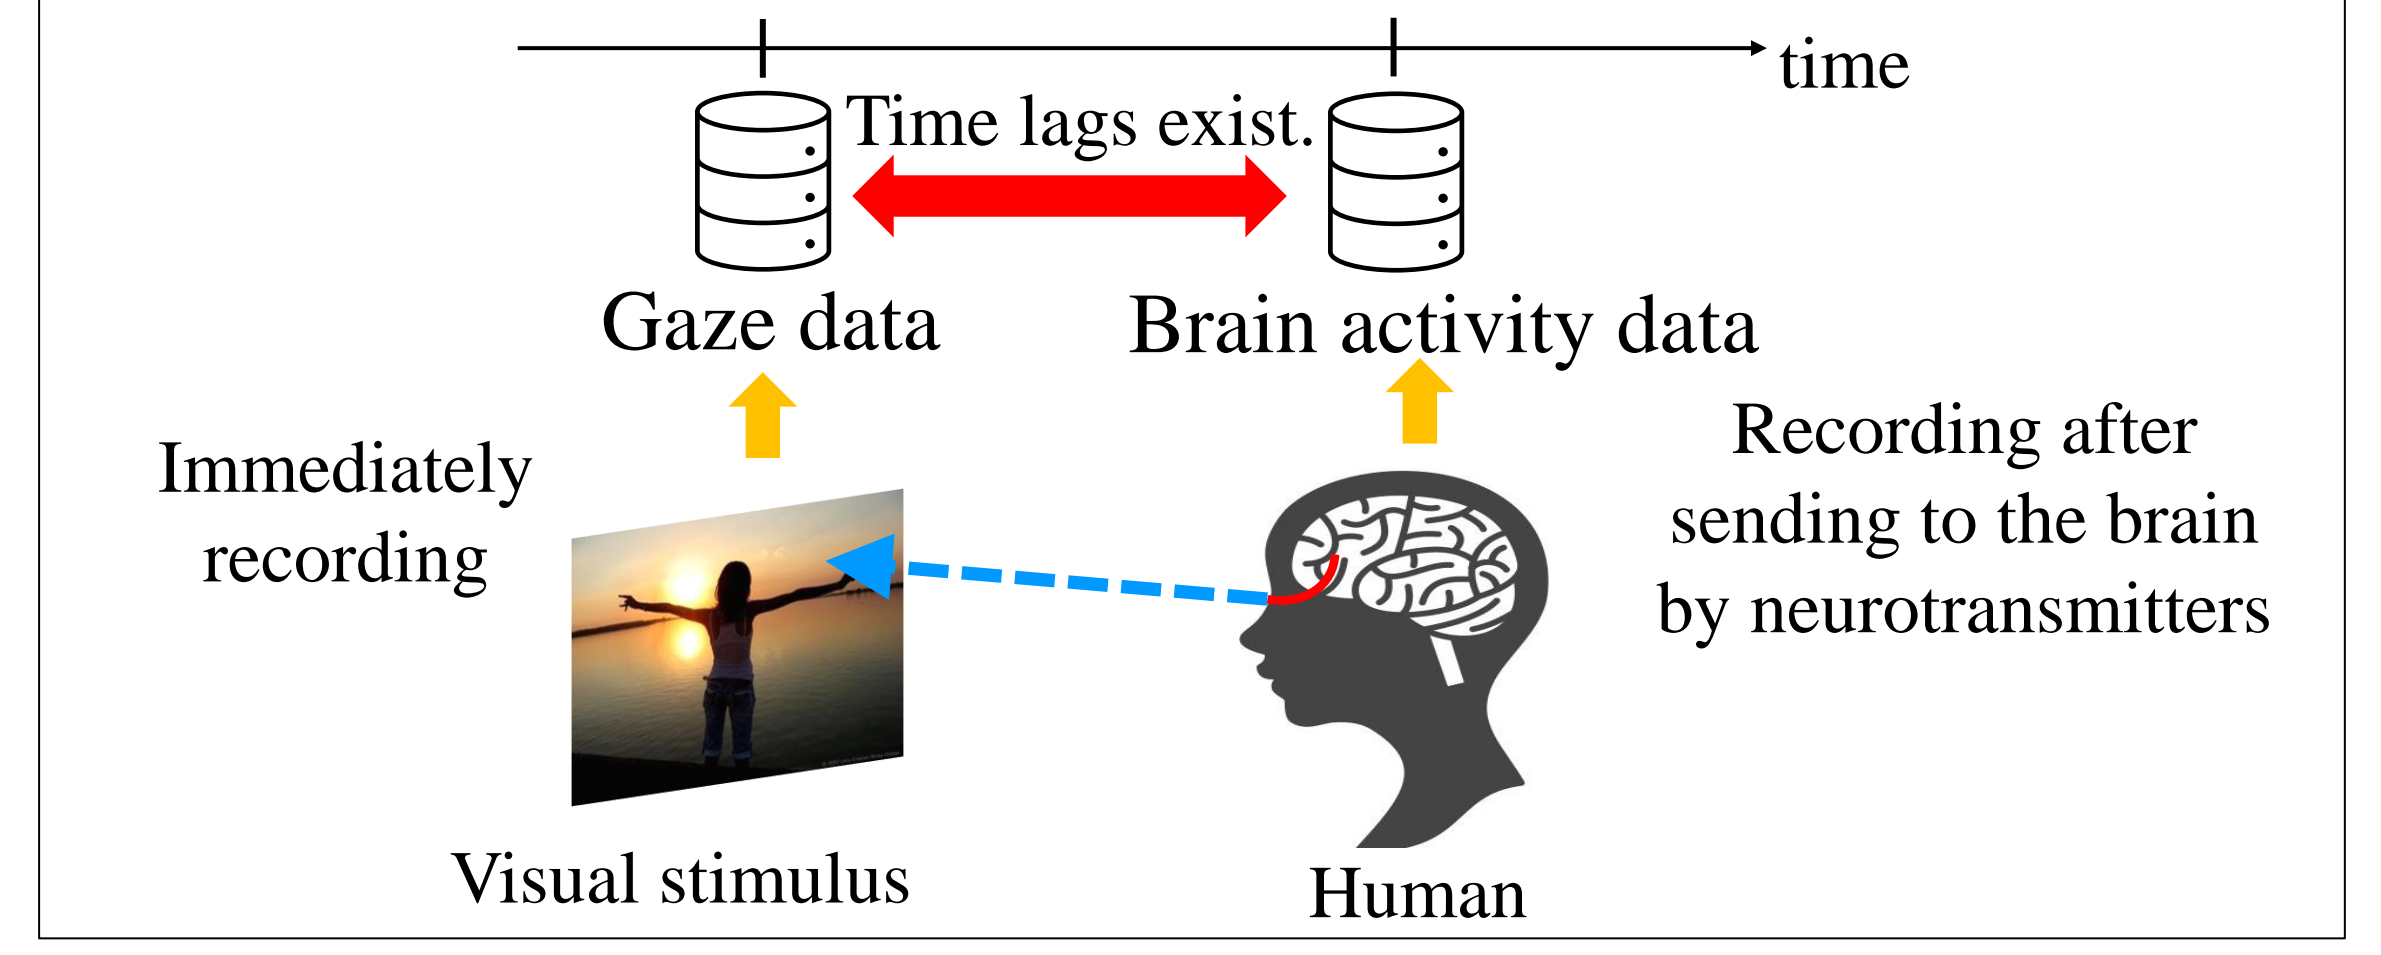 time
Time lags exist.
Gaze data
Brain activity data
Immediately
recording
Recording after
sending to the brain
by neurotransmitters
Visual stimulus
Human